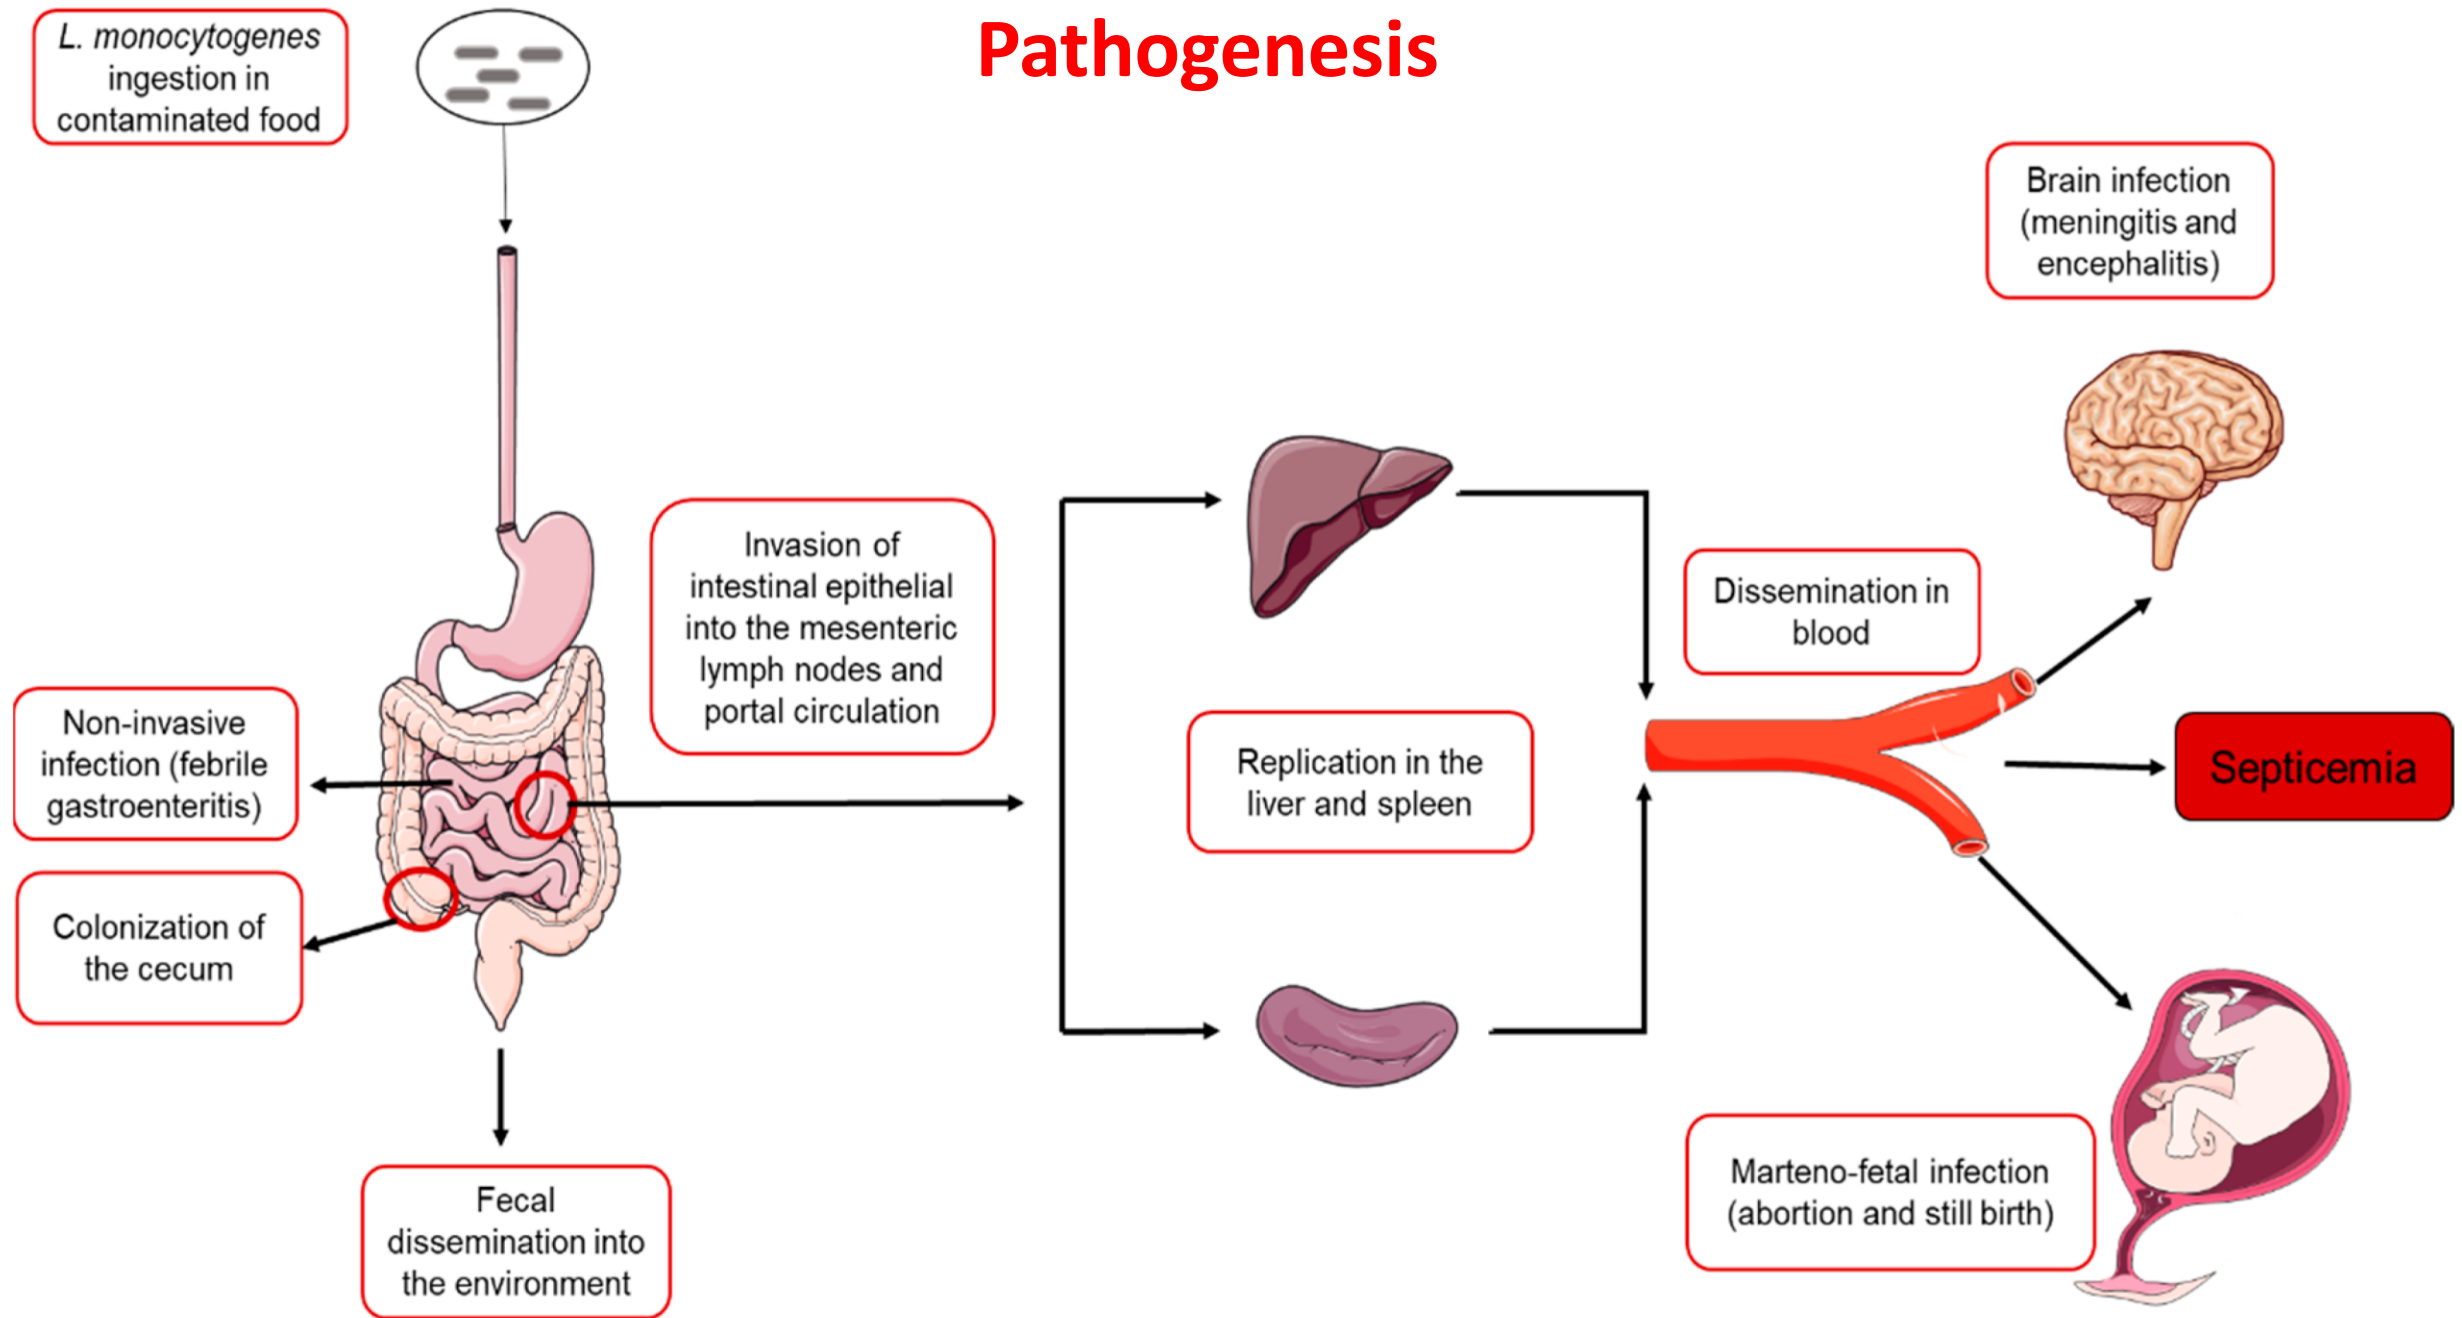 Pathogenesis
L. monocytogenes
ingestion in
contaminated food
Non-invasive
infection (febrile
gastroenteritis)
Colonization of
the cecum
Fecal
dissemination into
the environment
Invasion of
intestinal epithelial
into the mesenteric
lymph nodes and
portal circulation
Replication in the
liver and spleen
Dissemination in
blood
Brain infection
(meningitis and
encephalitis)
Septicemia
Marteno-fetal infection
(abortion and still birth)